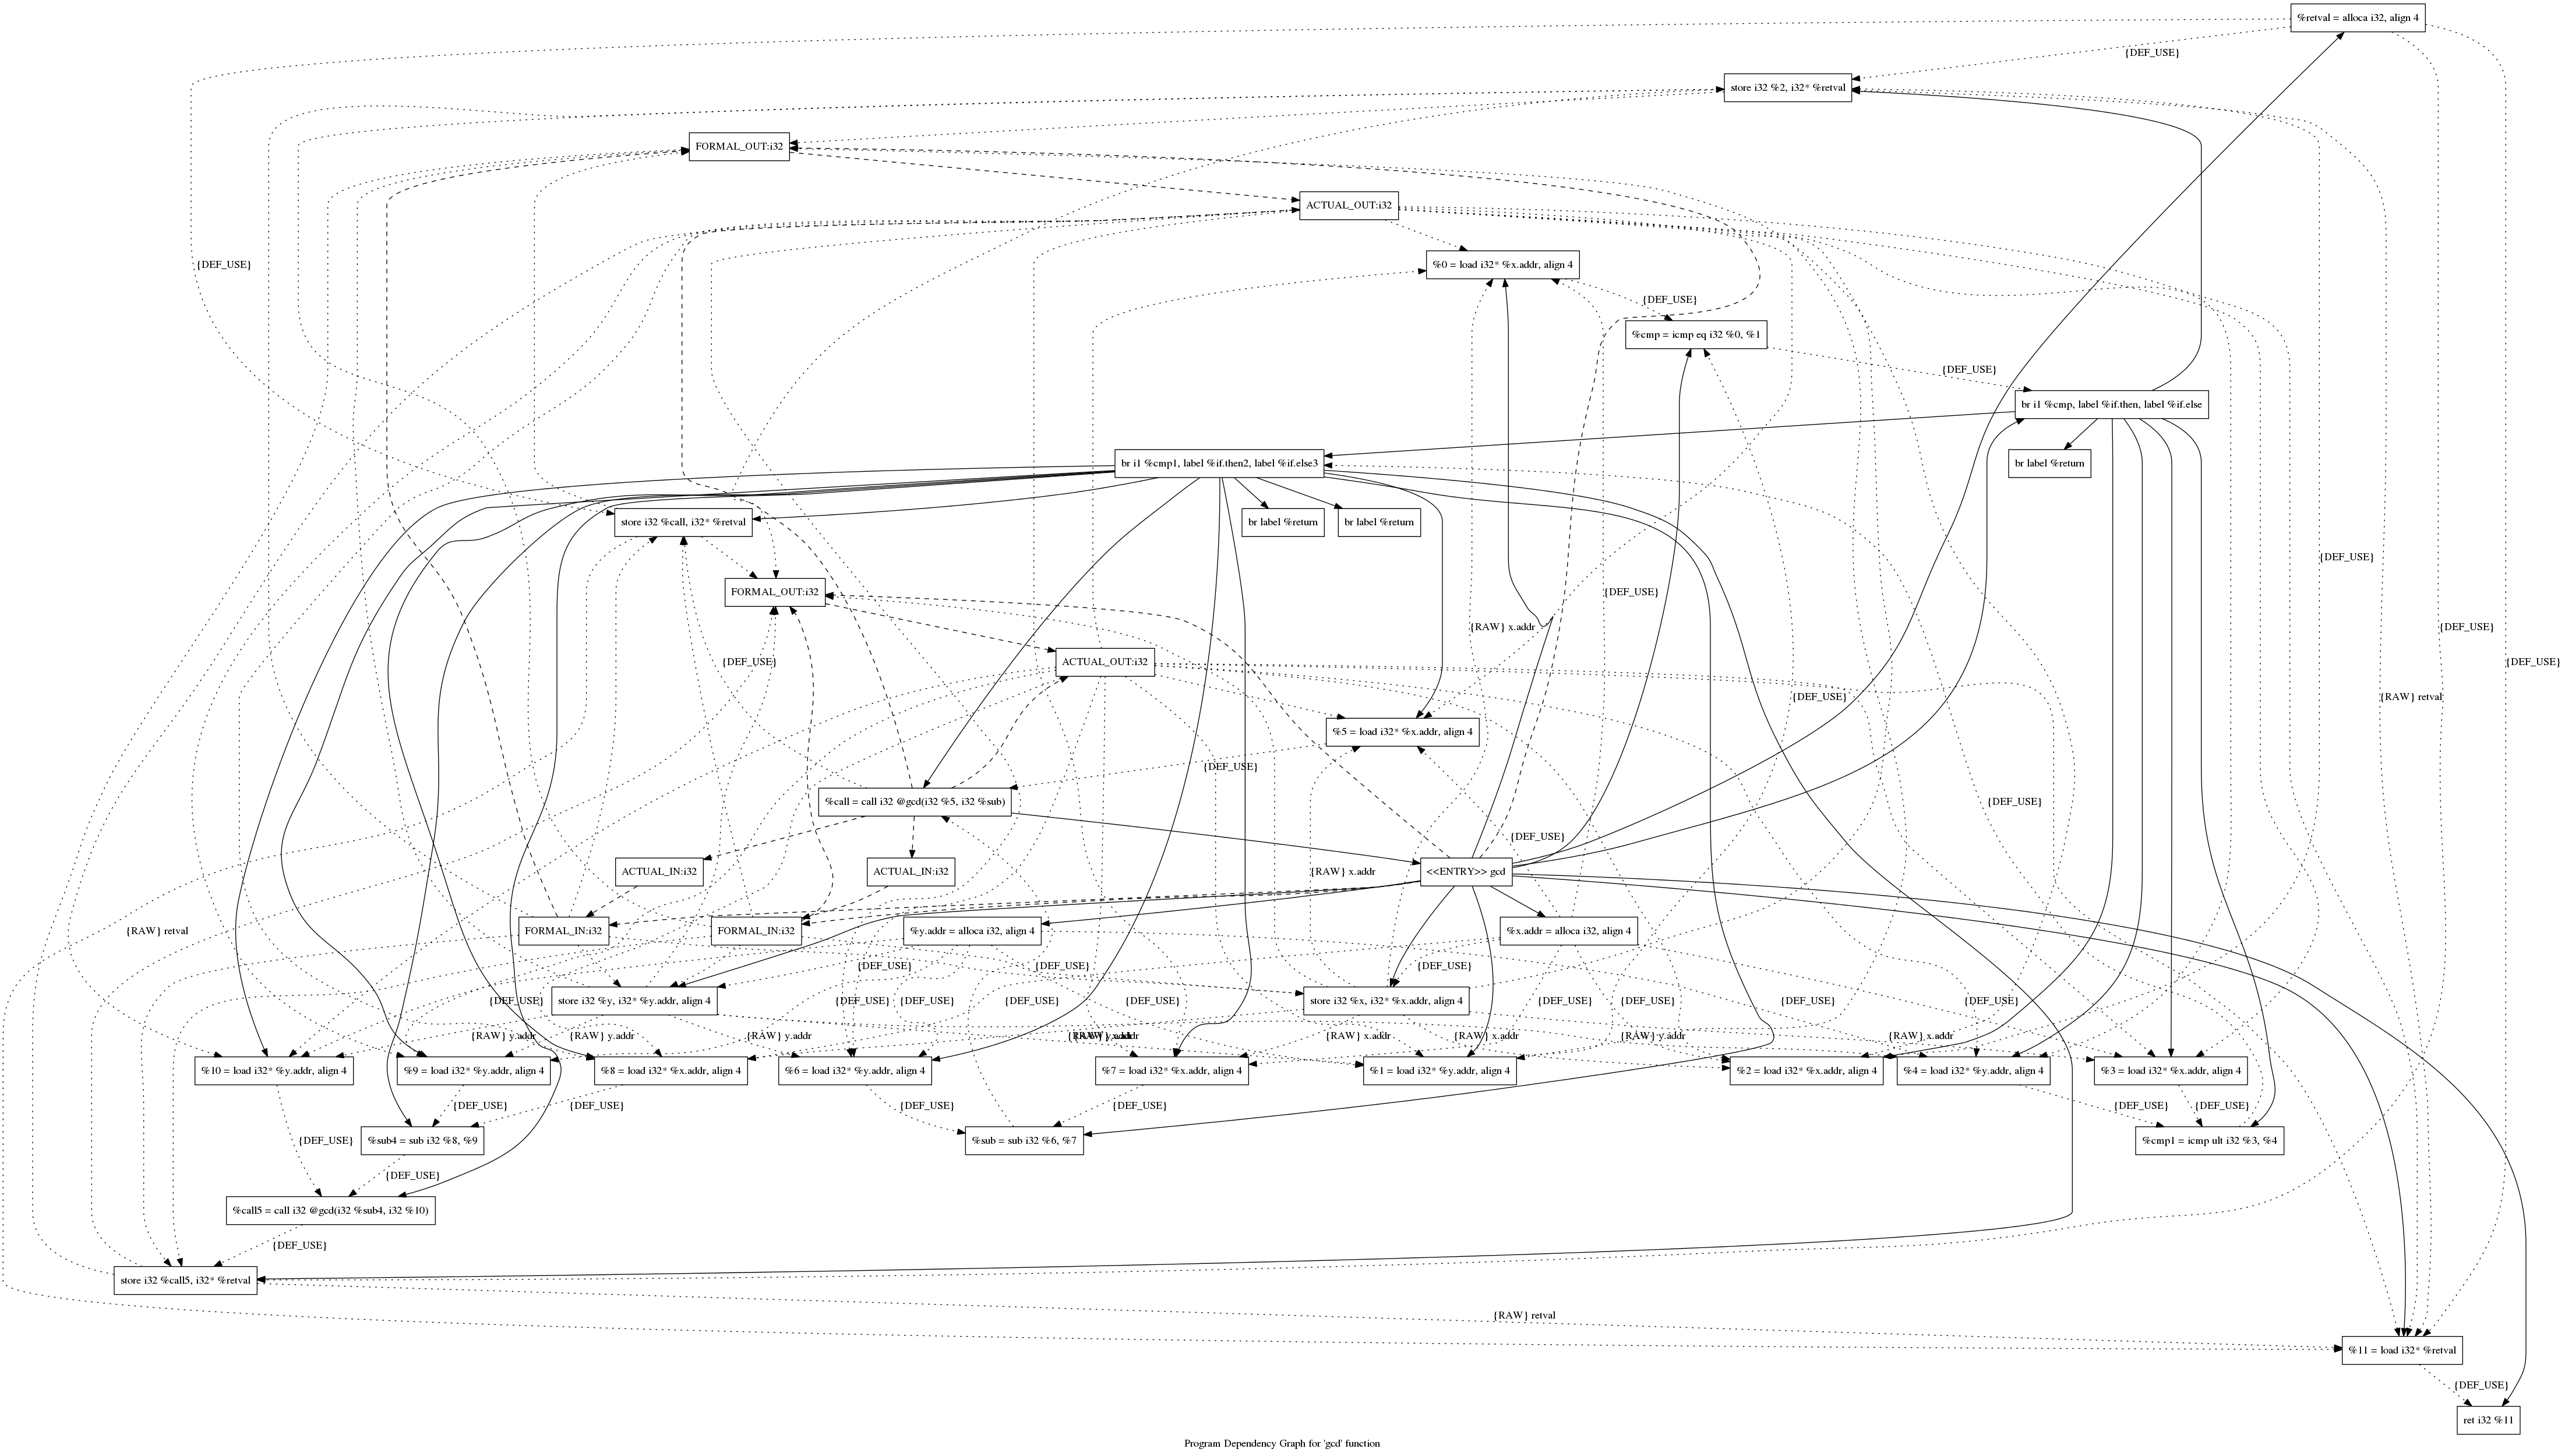 %retval = alloca i32, align 4
{DEF_USE}
store i32 %2, i32* %retval
FORMAL_OUT:i32
ACTUAL_OUT:i32
{DEF_USE}
%0 = load i32* %x.addr, align 4
{DEF_USE}
%cmp = icmp eq i32 %0, %1
{DEF_USE}
br i1 %cmp, label %if.then, label %if.else
br i1 %cmp1, label %if.then2, label %if.else3
br label %return
store i32 %call, i32* %retval
br label %return
br label %return
{DEF_USE}
FORMAL_OUT:i32
{DEF_USE}
{RAW} x.addr
{DEF_USE}
{DEF_USE}
ACTUAL_OUT:i32
{DEF_USE}
{DEF_USE}
{RAW} retval
%5 = load i32* %x.addr, align 4
{DEF_USE}
%call = call i32 @gcd(i32 %5, i32 %sub)
{DEF_USE}
{DEF_USE}
ACTUAL_IN:i32
ACTUAL_IN:i32
<<ENTRY>> gcd
{RAW} x.addr
{RAW} retval
FORMAL_IN:i32
FORMAL_IN:i32
%y.addr = alloca i32, align 4
%x.addr = alloca i32, align 4
{DEF_USE}
{DEF_USE}
{DEF_USE}
{DEF_USE}
store i32 %y, i32* %y.addr, align 4
{DEF_USE}
{DEF_USE}
{DEF_USE}
{DEF_USE}
store i32 %x, i32* %x.addr, align 4
{DEF_USE}
{DEF_USE}
{DEF_USE}
{DEF_USE}
{RAW} y.addr
{RAW} y.addr
{RAW} y.addr
{RAW} y.addr
{RAW} x.addr
{RAW} x.addr
{RAW} y.addr
{RAW} x.addr
%10 = load i32* %y.addr, align 4
%9 = load i32* %y.addr, align 4
%8 = load i32* %x.addr, align 4
%6 = load i32* %y.addr, align 4
%7 = load i32* %x.addr, align 4
%1 = load i32* %y.addr, align 4
%2 = load i32* %x.addr, align 4
%4 = load i32* %y.addr, align 4
%3 = load i32* %x.addr, align 4
{DEF_USE}
{DEF_USE}
{DEF_USE}
{DEF_USE}
{DEF_USE}
{DEF_USE}
{DEF_USE}
%sub4 = sub i32 %8, %9
%sub = sub i32 %6, %7
%cmp1 = icmp ult i32 %3, %4
{DEF_USE}
%call5 = call i32 @gcd(i32 %sub4, i32 %10)
{DEF_USE}
store i32 %call5, i32* %retval
{RAW} retval
%11 = load i32* %retval
{DEF_USE}
ret i32 %11
Program Dependency Graph for 'gcd' function